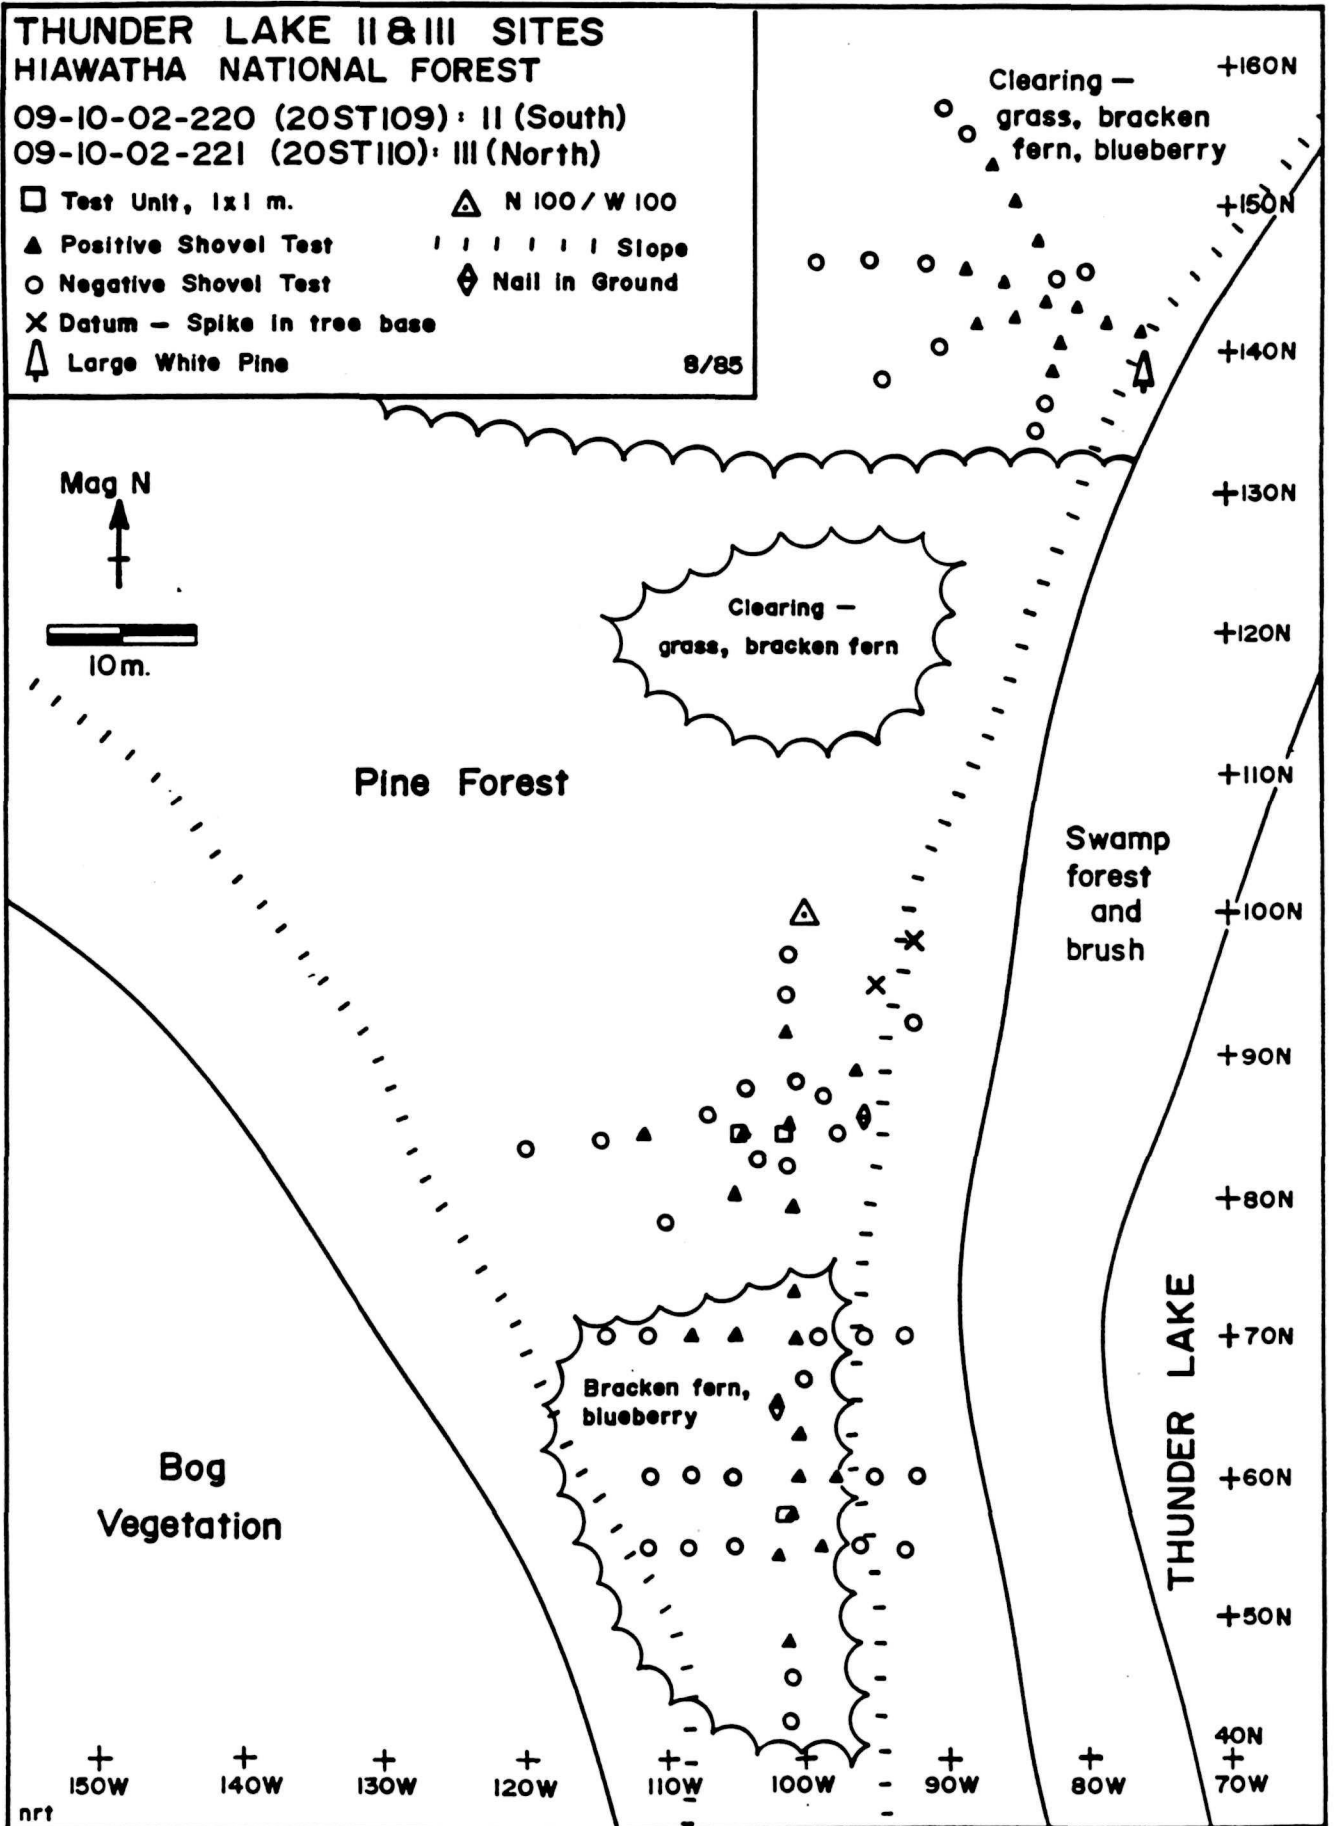 THUNDER LAKE II & III SITES
HIAWATHA NATIONAL FOREST
09-10-02-220 (20ST109): II (South)
09-10-02-221 (20ST110): III (North)
Test Unit, 1x1 m.
N 100 / W 100
Positive Shovel Test
Slope
Negative Shovel Test
Nail in Ground
Datum — Spike in tree base
Large White Pine
8/85
Clearing —
grass, bracken
fern, blueberry
+160N
+150N
+140N
Mag N
+130N
Clearing —
grass, bracken fern
+120N
10m.
Pine Forest
+110N
Swamp
forest
and
brush
+100N
+90N
+80N
THUNDER LAKE
+70N
Bracken fern,
blueberry
Bog
Vegetation
+60N
+50N
40N
150W 140W 130W 120W 110W 100W 90W 80W 70W
nrt